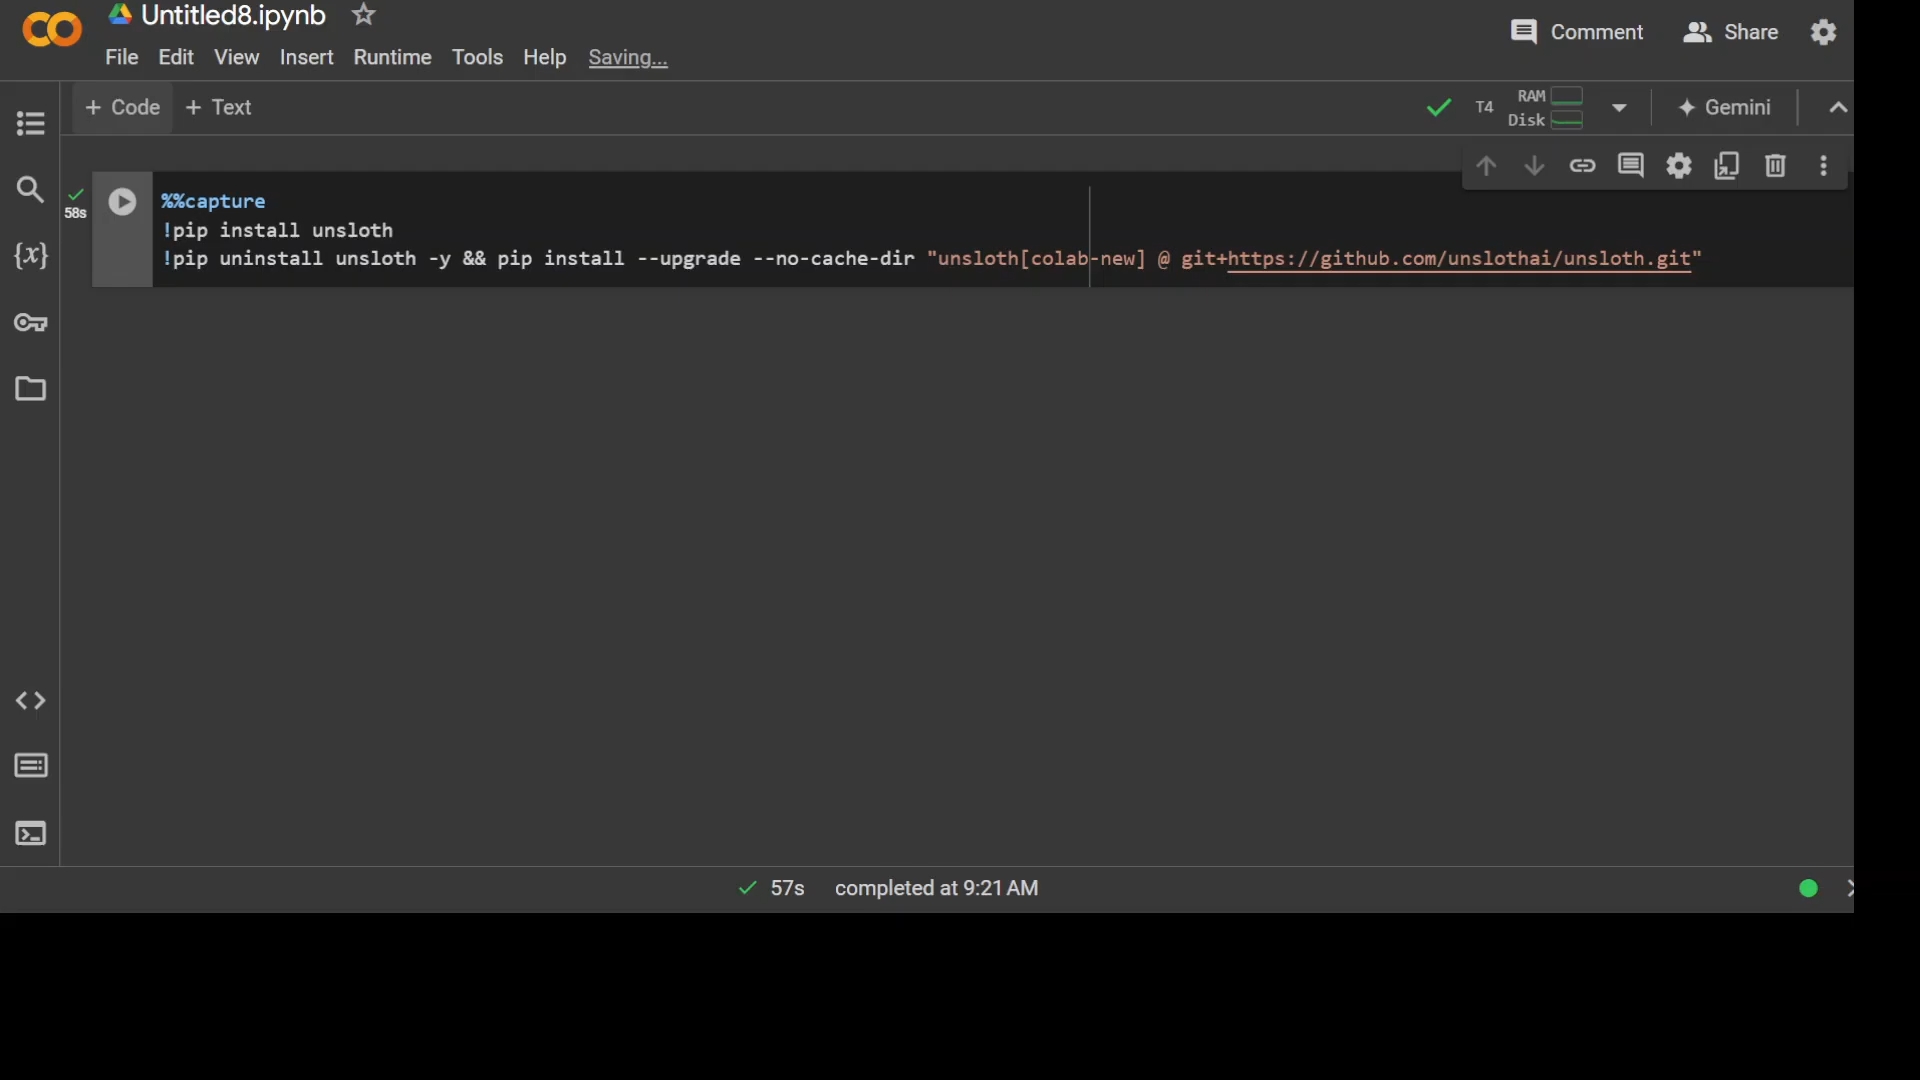 Untitled8.ipynb
File Edit View Insert Runtime Tools Help Saving...
Comment Share
+ Code + Text
T4 RAM Disk Gemini
58s
%%capture
!pip install unsloth
!pip uninstall unsloth -y && pip install --upgrade --no-cache-dir "unsloth[colab-new] @ git+https://github.com/unslothai/unsloth.git"
{x}
57s completed at 9:21 AM